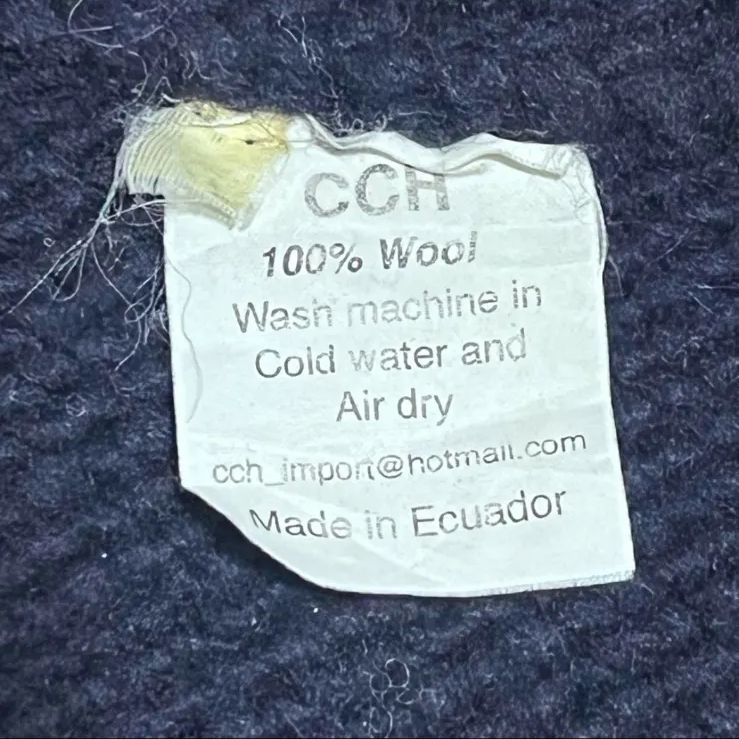 CCH
100% Wool
Wash machine in
Cold water and
Air dry
cch_import@hotmail.com
Made in Ecuador